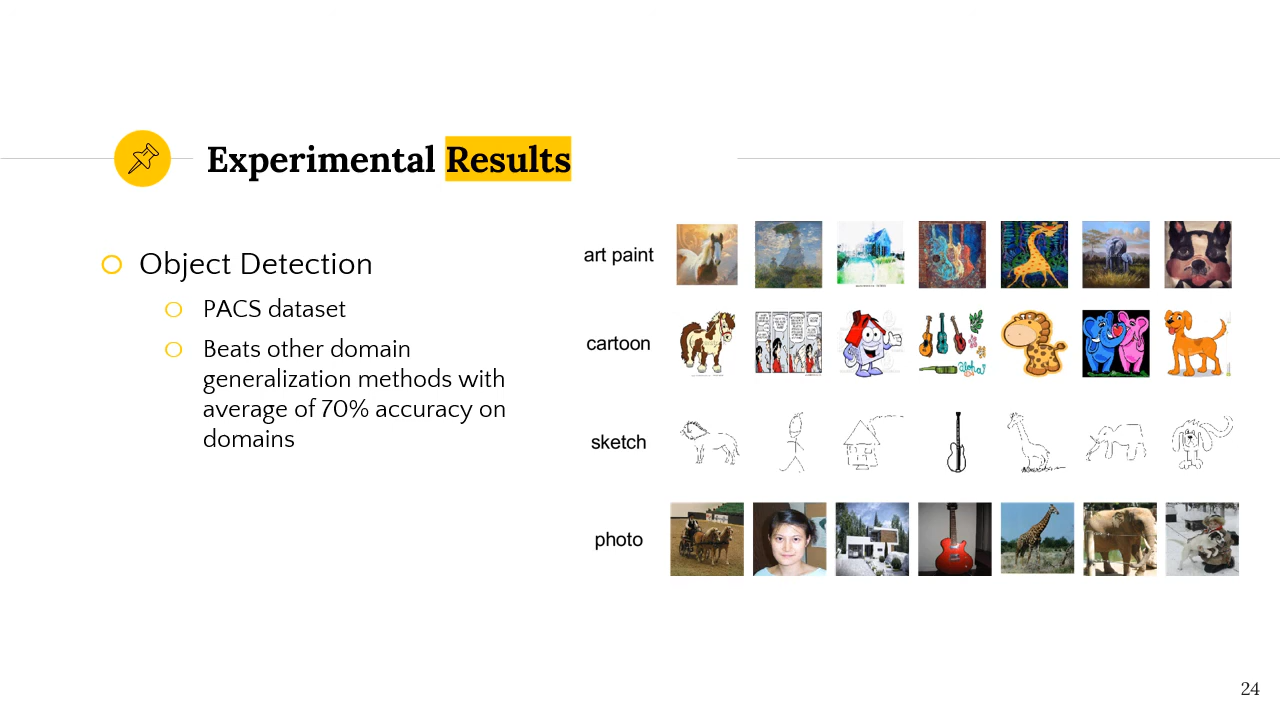 Experimental Results
Object Detection
PACS dataset
Beats other domain
generalization methods with
average of 70% accuracy on
domains
art paint
cartoon
aloha
sketch
photo
24